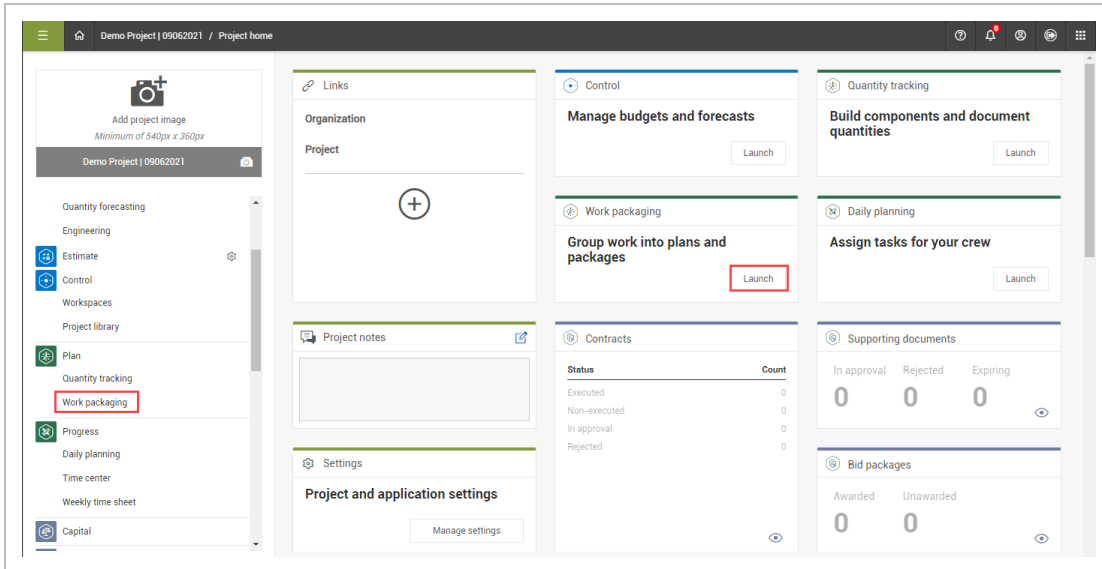 Demo Project | 09062021 / Project home
0
Add project image
Minimum of 540px x 360px
Demo Project | 09062021
Quantity forecasting
Engineering
Estimate
Control
Workspaces
Project library
Plan
Quantity tracking
Work packaging
Progress
Daily planning
Time center
Weekly time sheet
Capital
Links
Organization
Project
Control
Manage budgets and forecasts
Launch
Quantity tracking
Build components and document
quantities
Launch
Work packaging
Group work into plans and
packages
Launch
Daily planning
Assign tasks for your crew
Launch
Project notes
Settings
Project and application settings
Manage settings
Contracts
Status Count
Executed 0
Non-executed 0
In approval 0
Rejected 0
Supporting documents
In approval Rejected Expiring
0 0 0
Bid packages
Awarded Unawarded
0 0